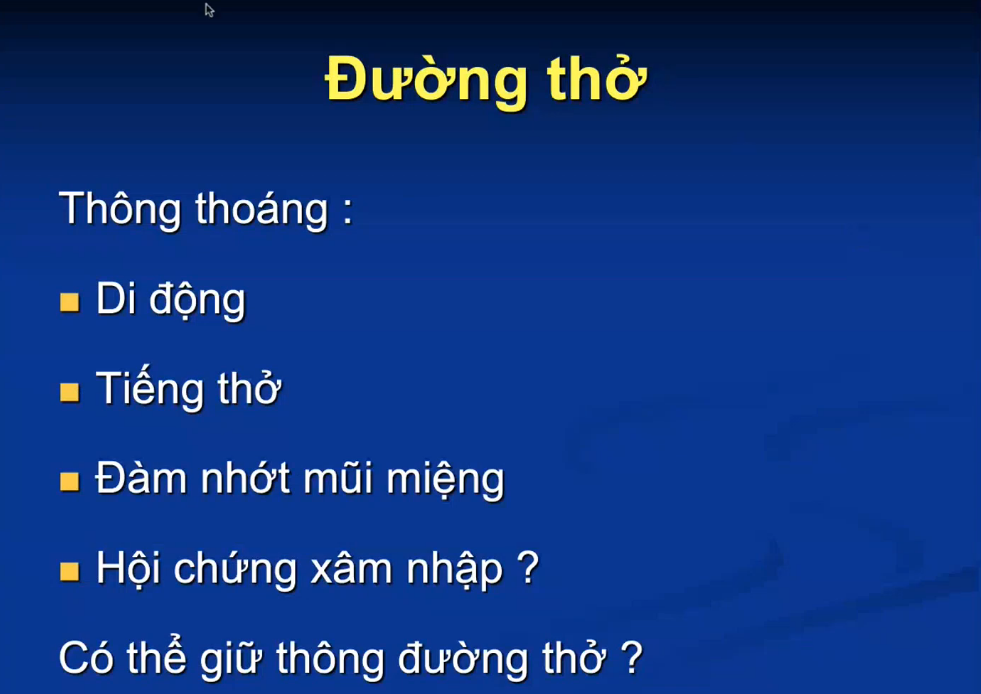 Đường thở
Thông thoáng :
Di động
Tiếng thở
Đàm nhớt mũi miệng
Hội chứng xâm nhập ?
Có thể giữ thông đường thở ?